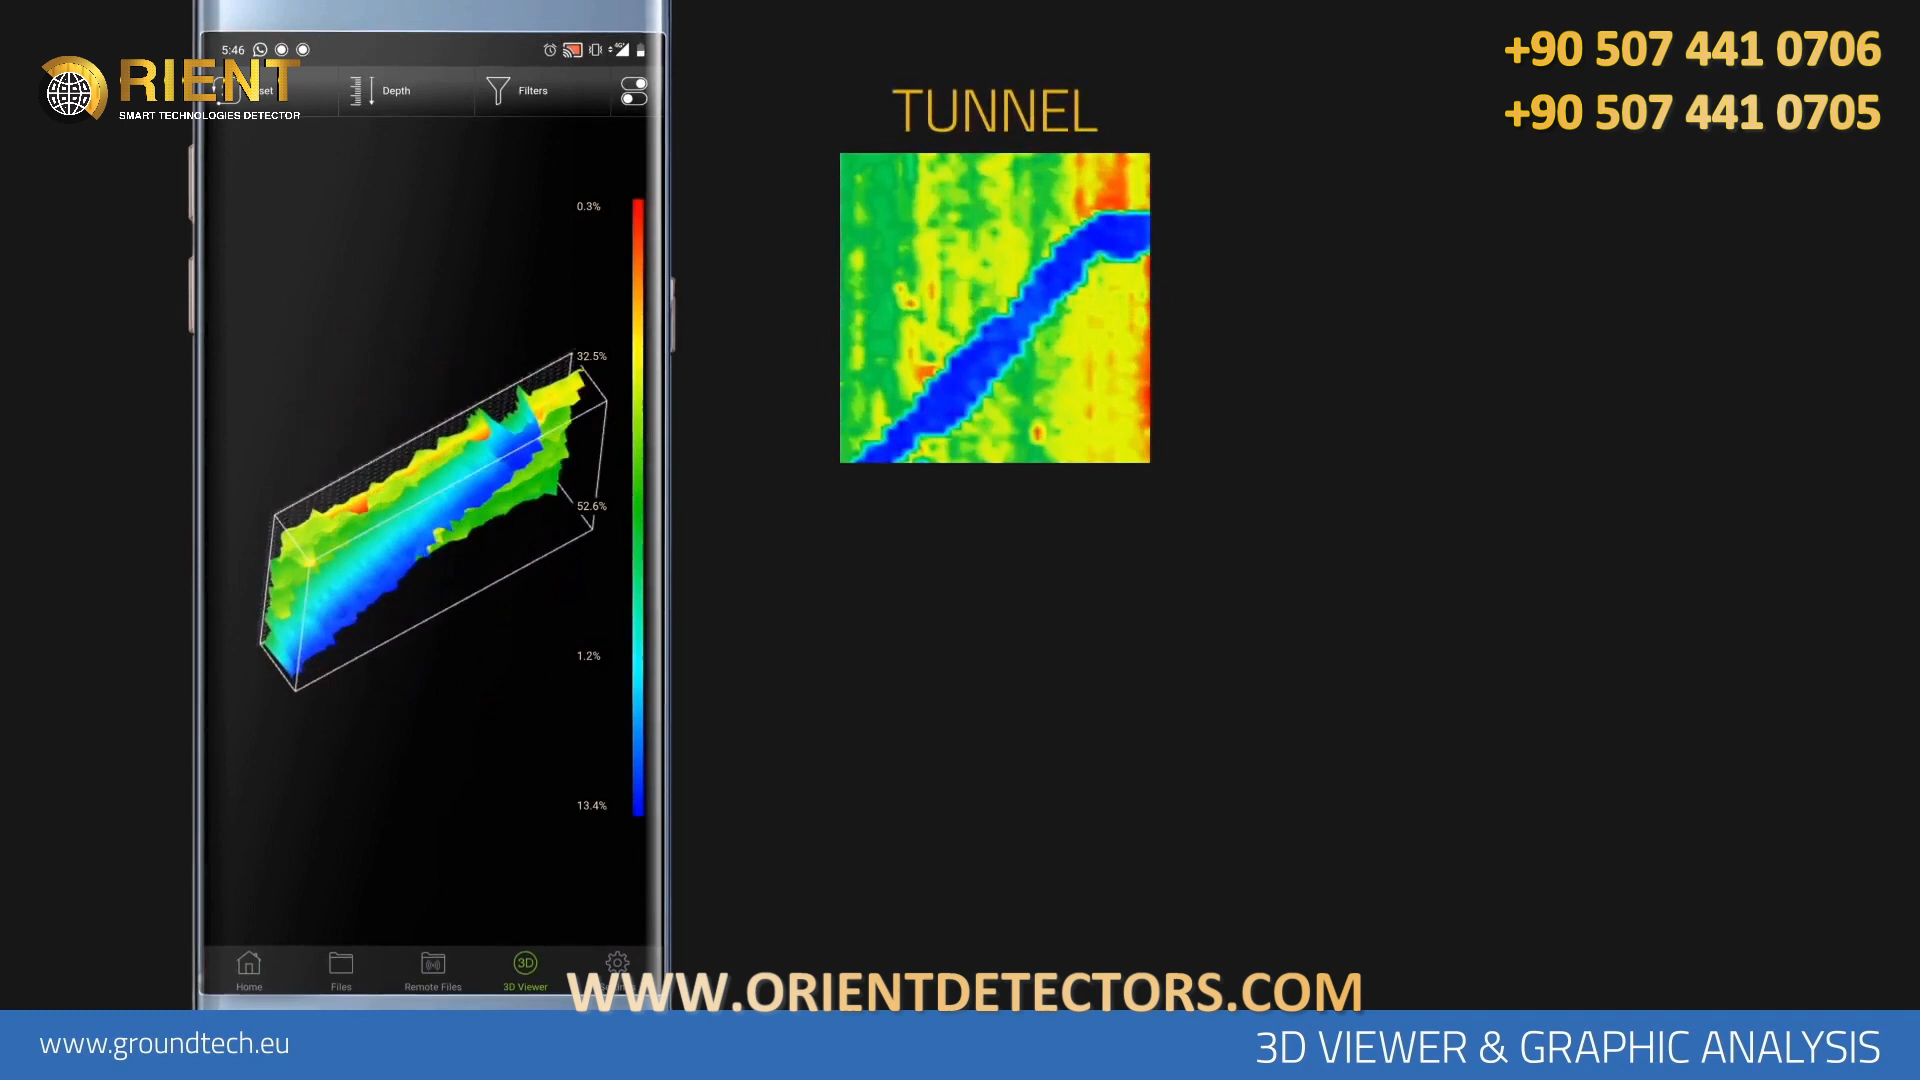 5:46
RIENT
SMART TECHNOLOGIES DETECTOR
Depth
Filters
0.3%
32.5%
52.6%
1.2%
13.4%
Home
Files
Remote Files
3D Viewer
TUNNEL
+90 507 441 0706
+90 507 441 0705
WWW.ORIENTDETECTORS.COM
www.groundtech.eu
3D VIEWER & GRAPHIC ANALYSIS